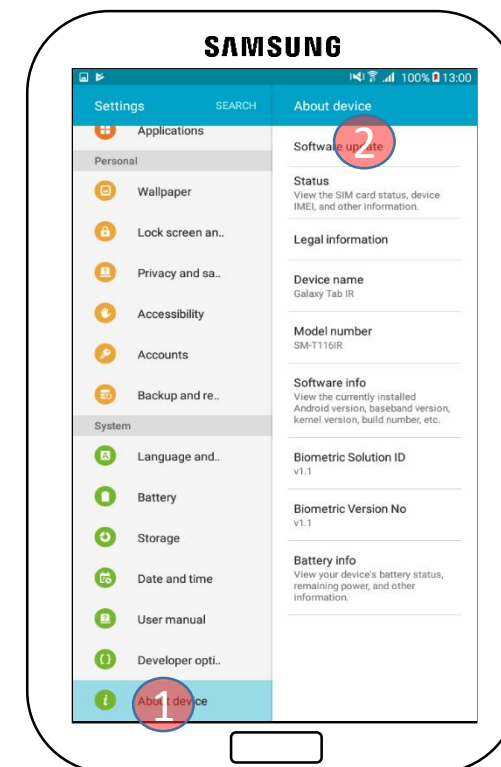 SAMSUNG
100% 13:00
Settings SEARCH
Applications
Personal
Wallpaper
Lock screen an..
Privacy and sa..
Accessibility
Accounts
Backup and re..
System
Language and..
Battery
Storage
Date and time
User manual
Developer opti..
About device
1
About device
Software update
2
Status
View the SIM card status, device
IMEI, and other information.
Legal information
Device name
Galaxy Tab IR
Model number
SM-T116IR
Software info
View the currently installed
Android version, baseband version,
kernel version, build number, etc.
Biometric Solution ID
v1.1
Biometric Version No
v1.1
Battery info
View your device's battery status,
remaining power, and other
information.